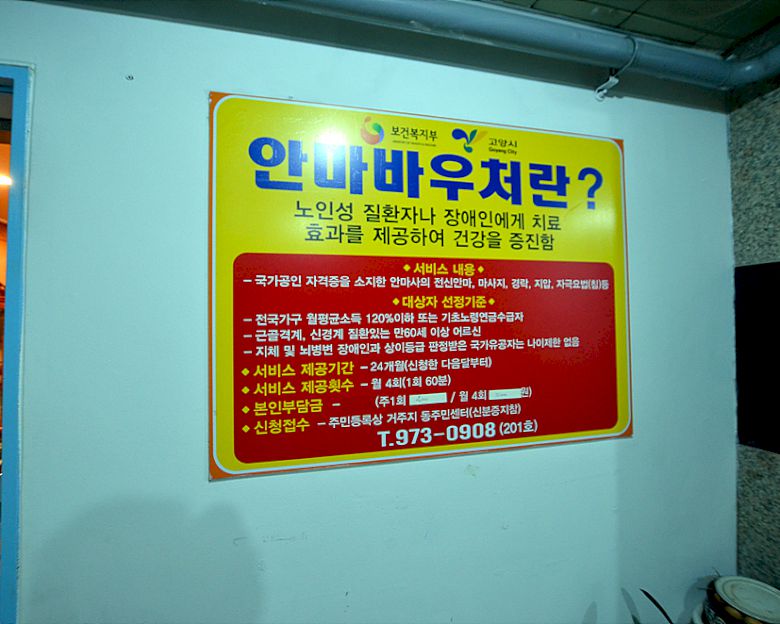 보건복지부
고양시
Goyang City
안마바우처란?
노인성 질환자나 장애인에게 치료
효과를 제공하여 건강을 증진함
◆서비스 내용◆
– 국가공인 자격증을 소지한 안마사의 전신안마, 마사지, 경락, 지압, 자극요법(침)등
◆대상자 선정기준◆
– 전국가구 월평균소득 120%이하 또는 기초노령연금수급자
– 근골격계, 신경계 질환있는 만60세 이상 어르신
– 지체 및 뇌병변 장애인과 상이등급 판정받은 국가유공자는 나이제한 없음
◆서비스 제공기간 – 24개월(신청한 다음달부터)
◆서비스 제공횟수 – 월 4회(1회 60분)
◆본인부담금 – (주1회 / 월 4회 원)
◆신청접수 – 주민등록상 거주지 동주민센터(신분증지참)
T.973-0908 (201호)